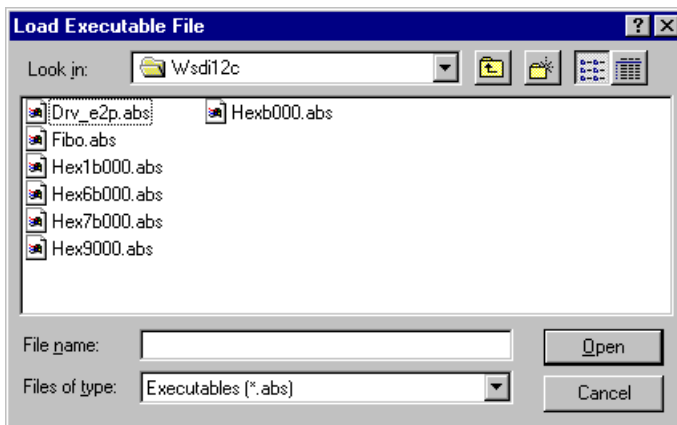 Load Executable File
Look in: Wsdi12c
Drv_e2p.abs Hexb000.abs
Fibo.abs
Hex1b000.abs
Hex6b000.abs
Hex7b000.abs
Hex9000.abs
File name: Open
Files of type: Executables (*.abs) Cancel